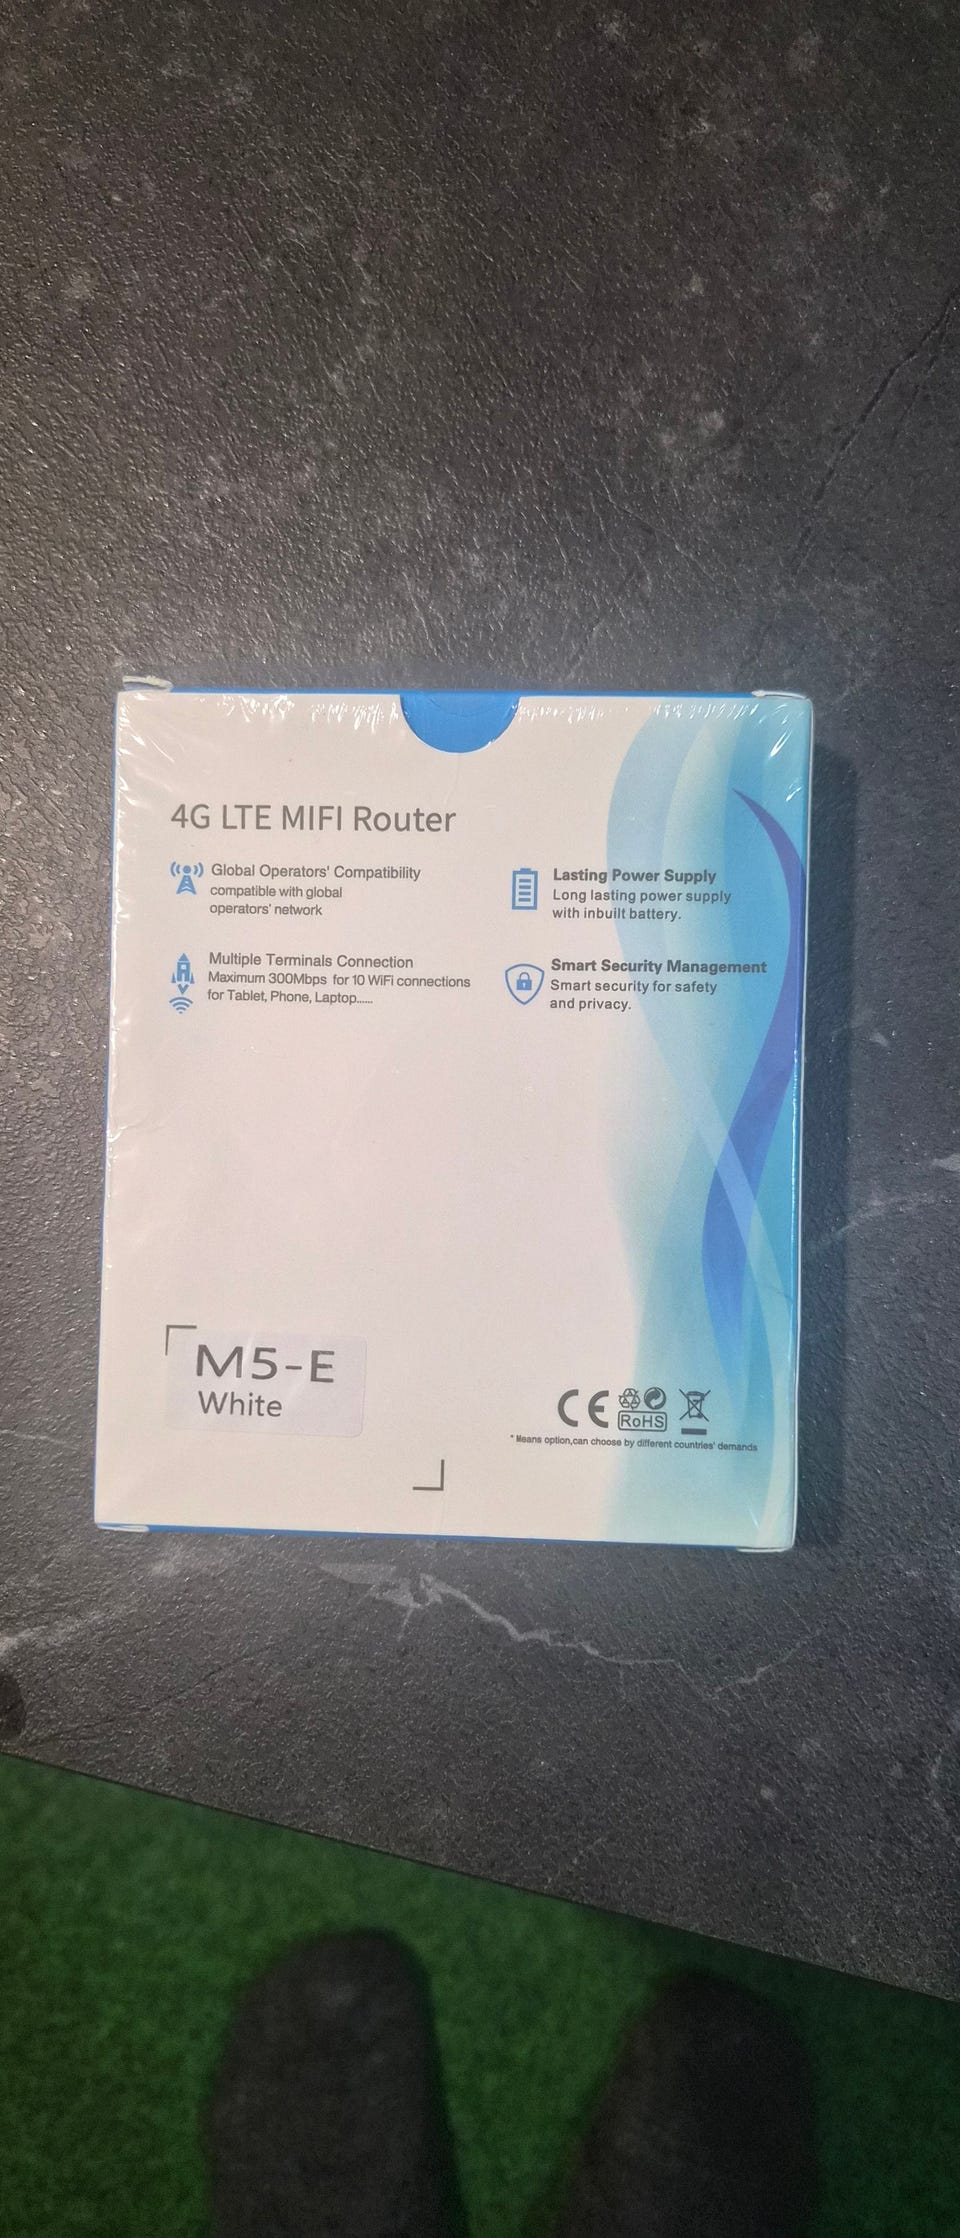 4G LTE MIFI Router
Global Operators' Compatibility
compatible with global
operators' network
Lasting Power Supply
Long lasting power supply
with inbuilt battery.
Multiple Terminals Connection
Maximum 300Mbps for 10 WiFi connections
for Tablet, Phone, Laptop......
Smart Security Management
Smart security for safety
and privacy.
M5-E
White
CE
RoHS
* Means option,can choose by different countries' demands